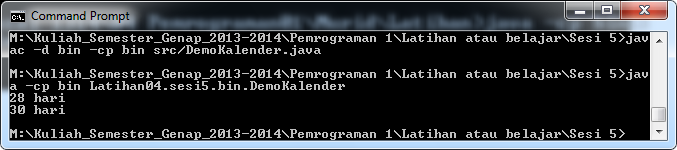 Command Prompt
M:\Kuliah_Semester_Genap_2013-2014\Pemrograman 1\Latihan atau belajar\Sesi 5>jav
ac -d bin -cp bin src/DemoKalender.java
M:\Kuliah_Semester_Genap_2013-2014\Pemrograman 1\Latihan atau belajar\Sesi 5>jav
a -cp bin Latihan04.sesi5.bin.DemoKalender
28 hari
30 hari
M:\Kuliah_Semester_Genap_2013-2014\Pemrograman 1\Latihan atau belajar\Sesi 5>